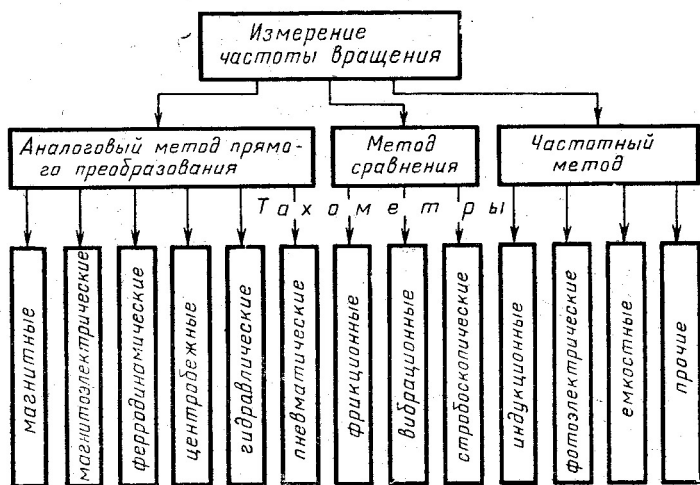 Измерение
частоты вращения
Аналоговый метод прямо-
го преобразования
Метод
сравнения
Частотный
метод
Тахометры
магнитные
магнитоэлектрические
ферродинамические
центробежные
гидравлические
пневматические
фрикционные
вибрационные
стробоскопические
индукционные
фотоэлектрические
емкостные
прочие